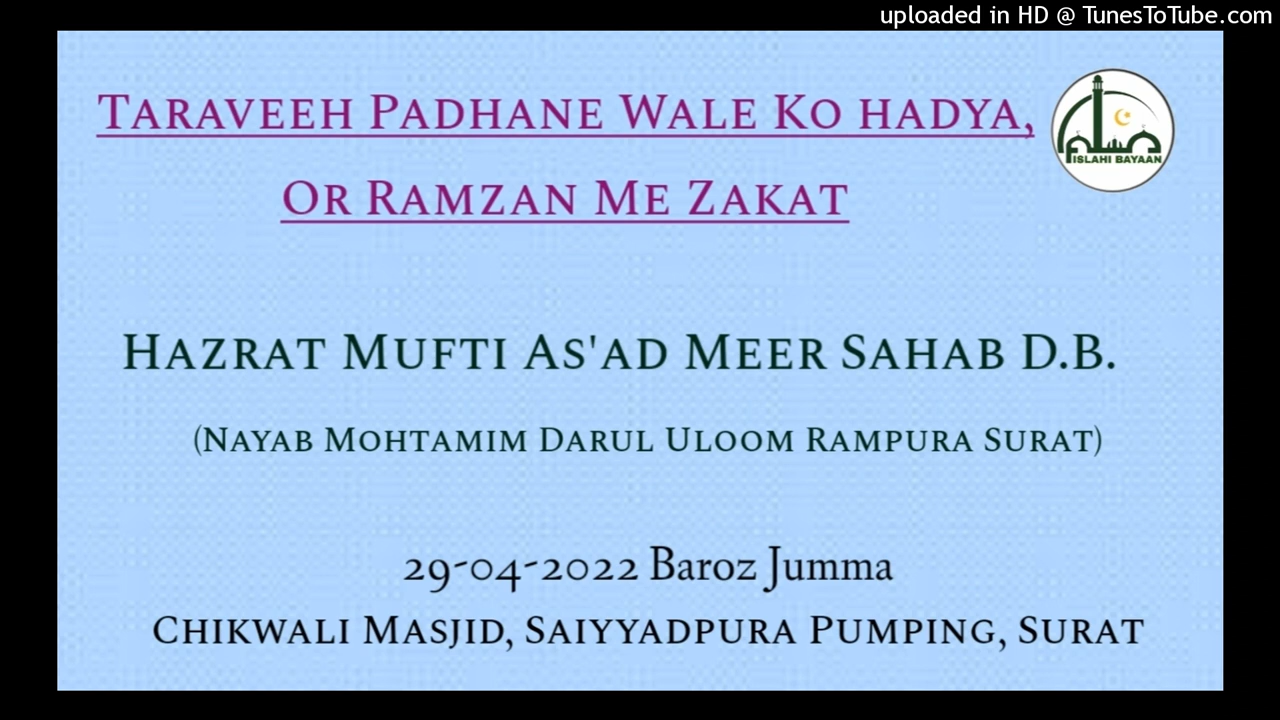 uploaded in HD @ TunesToTube.com
Taraveeh Padhane Wale Ko hadya,
Or Ramzan Me Zakat
ISLAHI BAYAAN
Hazrat Mufti As'ad Meer Sahab D.B.
(Nayab Mohtamim Darul Uloom Rampura Surat)
29-04-2022 Baroz Jumma
Chikwali Masjid, Saiyyadpura Pumping, Surat